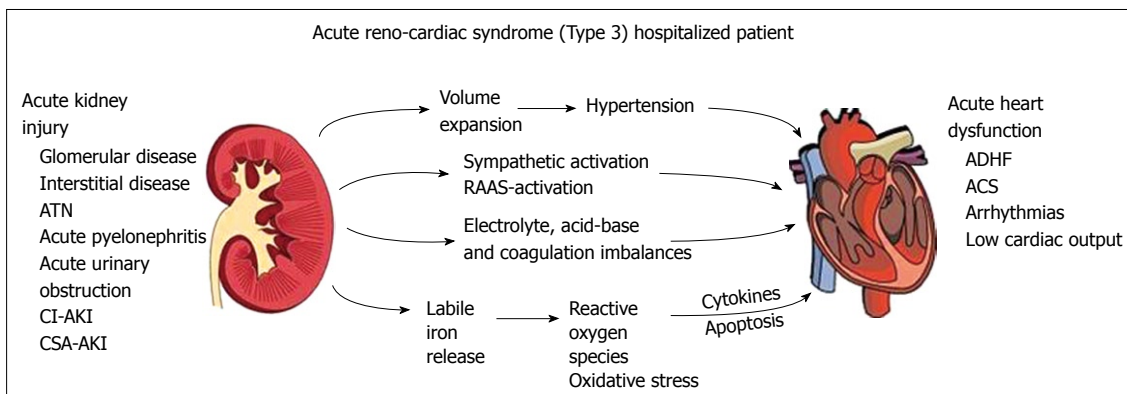 Acute reno-cardiac syndrome (Type 3) hospitalized patient
Acute kidney
injury
Glomerular disease
Interstitial disease
ATN
Acute pyelonephritis
Acute urinary
obstruction
CI-AKI
CSA-AKI
Volume
expansion
Hypertension
Sympathetic activation
RAAS-activation
Electrolyte, acid-base
and coagulation imbalances
Labile
iron
release
Reactive
oxygen
species
Oxidative stress
Cytokines
Apoptosis
Acute heart
dysfunction
ADHF
ACS
Arrhythmias
Low cardiac output